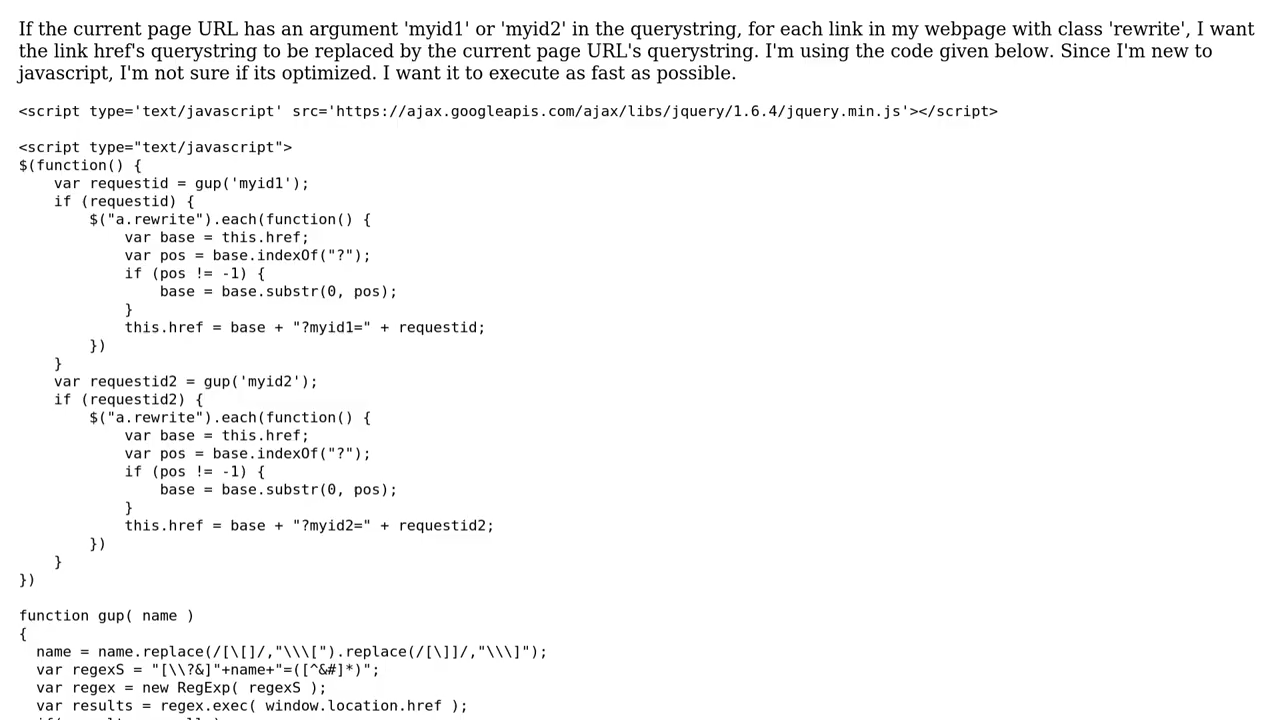 If the current page URL has an argument 'myid1' or 'myid2' in the querystring, for each link in my webpage with class 'rewrite', I want
the link href's querystring to be replaced by the current page URL's querystring. I'm using the code given below. Since I'm new to
javascript, I'm not sure if its optimized. I want it to execute as fast as possible.
<script type='text/javascript' src='https://ajax.googleapis.com/ajax/libs/jquery/1.6.4/jquery.min.js'></script>
<script type="text/javascript">
$(function() {
    var requestid = gup('myid1');
    if (requestid) {
        $("a.rewrite").each(function() {
            var base = this.href;
            var pos = base.indexOf("?");
            if (pos != -1) {
                base = base.substr(0, pos);
            }
            this.href = base + "?myid1=" + requestid;
        })
    }
    var requestid2 = gup('myid2');
    if (requestid2) {
        $("a.rewrite").each(function() {
            var base = this.href;
            var pos = base.indexOf("?");
            if (pos != -1) {
                base = base.substr(0, pos);
            }
            this.href = base + "?myid2=" + requestid2;
        })
    }
})
function gup( name )
{
  name = name.replace(/[\[]/,"\\\[").replace(/[\]]/,"\\\]");
  var regexS = "[\\?&]"+name+"=([^&#]*)";
  var regex = new RegExp( regexS );
  var results = regex.exec( window.location.href );